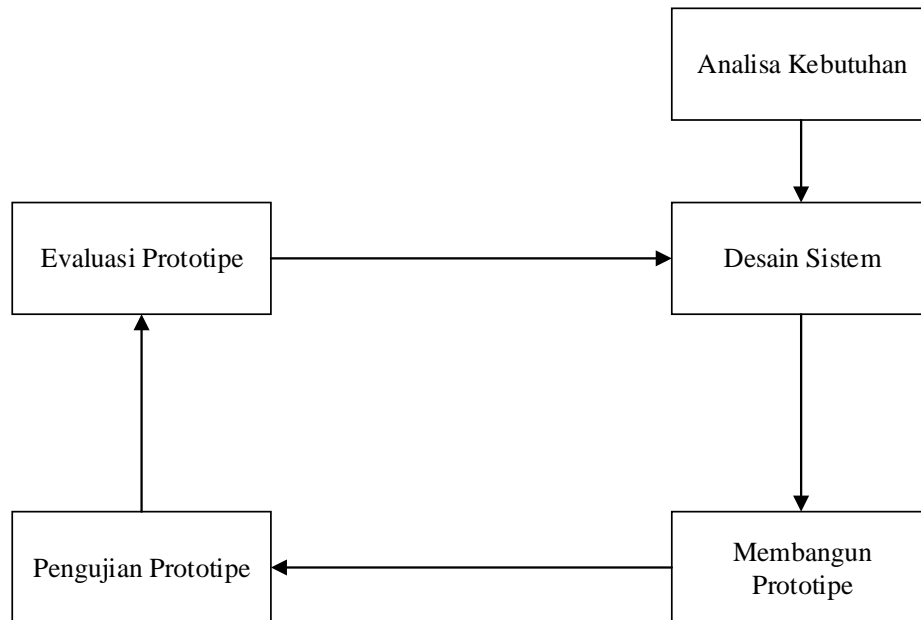 Analisa Kebutuhan
Evaluasi Prototipe
Desain Sistem
Pengujian Prototipe
Membangun
Prototipe